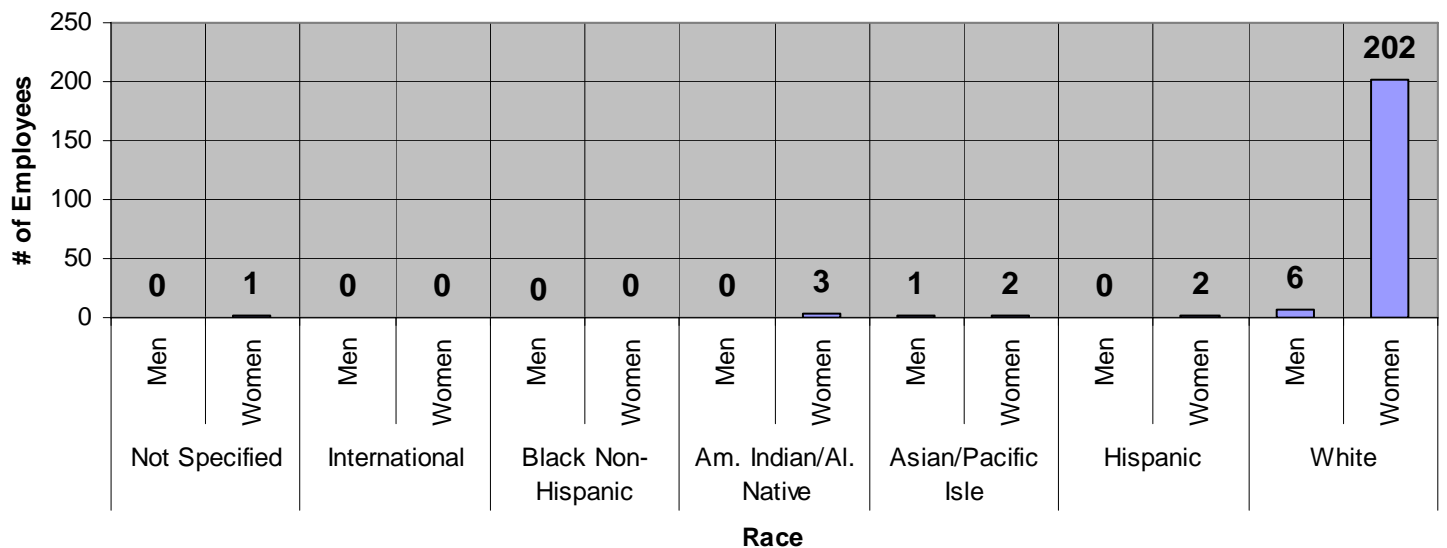 250
200
150
100
50
0
# of Employees
0 1 0 0 0 0 0 3 1 2 0 2 6 202
Men Women Men Women Men Women Men Women Men Women Men Women Men Women
Not Specified International Black Non- Am. Indian/Al. Asian/Pacific Hispanic White
Hispanic Native Isle
Race